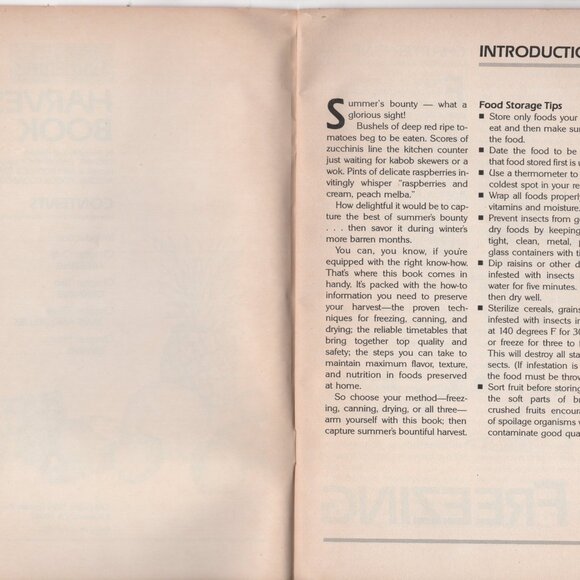 INTRODUCTIO
Summer's bounty — what a
glorious sight!
Bushels of deep red ripe to-
matoes beg to be eaten. Scores of
zucchinis line the kitchen counter
just waiting for kabob skewers or a
wok. Pints of delicate raspberries in-
vitingly whisper "raspberries and
cream, peach melba."
How delightful it would be to cap-
ture the best of summer's bounty
. . . then savor it during winter's
more barren months.
You can, you know, if you're
equipped with the right know-how.
That's where this book comes in
handy. It's packed with the how-to
information you need to preserve
your harvest—the proven tech-
niques for freezing, canning, and
drying; the reliable timetables that
bring together top quality and
safety; the steps you can take to
maintain maximum flavor, texture,
and nutrition in foods preserved
at home.
So choose your method—freez-
ing, canning, drying, or all three—
arm yourself with this book; then
capture summer's bountiful harvest.
Food Storage Tips
■ Store only foods your
eat and then make sur
the food.
■ Date the food to be
that food stored first is u
■ Use a thermometer to
coldest spot in your re
■ Wrap all foods properl
vitamins and moisture.
■ Prevent insects from g
dry foods by keeping
tight, clean, metal, p
glass containers with ti
■ Dip raisins or other d
infested with insects
water for five minutes.
then dry well.
■ Sterilize cereals, grains
infested with insects in
at 140 degrees F for 30
or freeze for three to f
This will destroy all sta
sects. (If infestation is
the food must be throw
■ Sort fruit before storing
the soft parts of bu
crushed fruits encoura
of spoilage organisms w
contaminate good qua
FREEZING
HARVES
BOOK